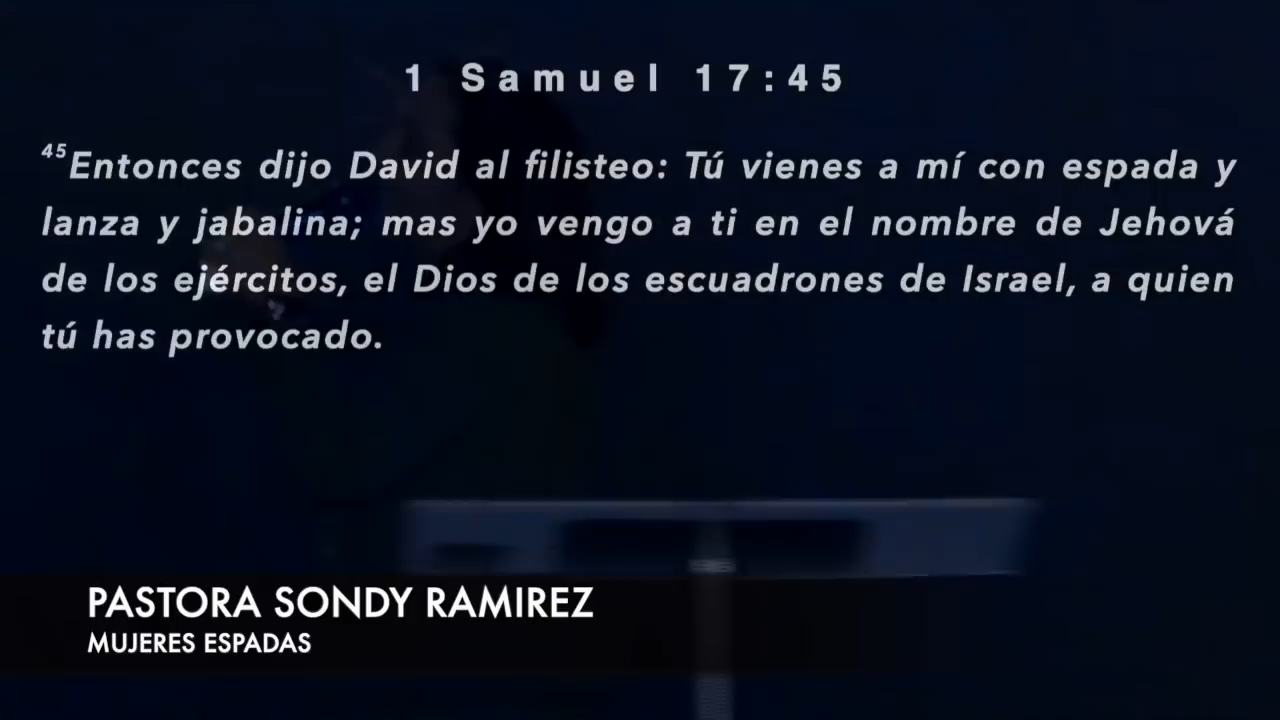 1 Samuel 17:45
45Entonces dijo David al filisteo: Tú vienes a mí con espada y
lanza y jabalina; mas yo vengo a ti en el nombre de Jehová
de los ejércitos, el Dios de los escuadrones de Israel, a quien
tú has provocado.
PASTORA SONDY RAMIREZ
MUJERES ESPADAS